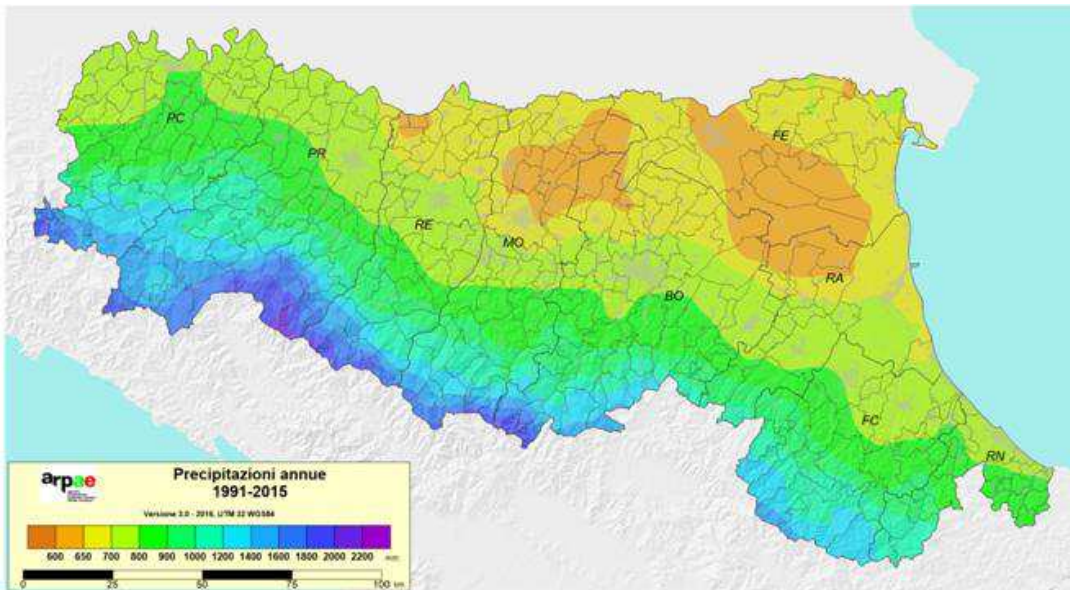 PC
PR
RE
MO
BO
FE
RA
FC
RN
arpae
Precipitazioni annue
1991-2015
Versione 3.0 - 2016, UTM 32 WGS84
600 650 700 800 900 1000 1200 1400 1600 1800 2000 2200 mm
0 25 50 75 100 km